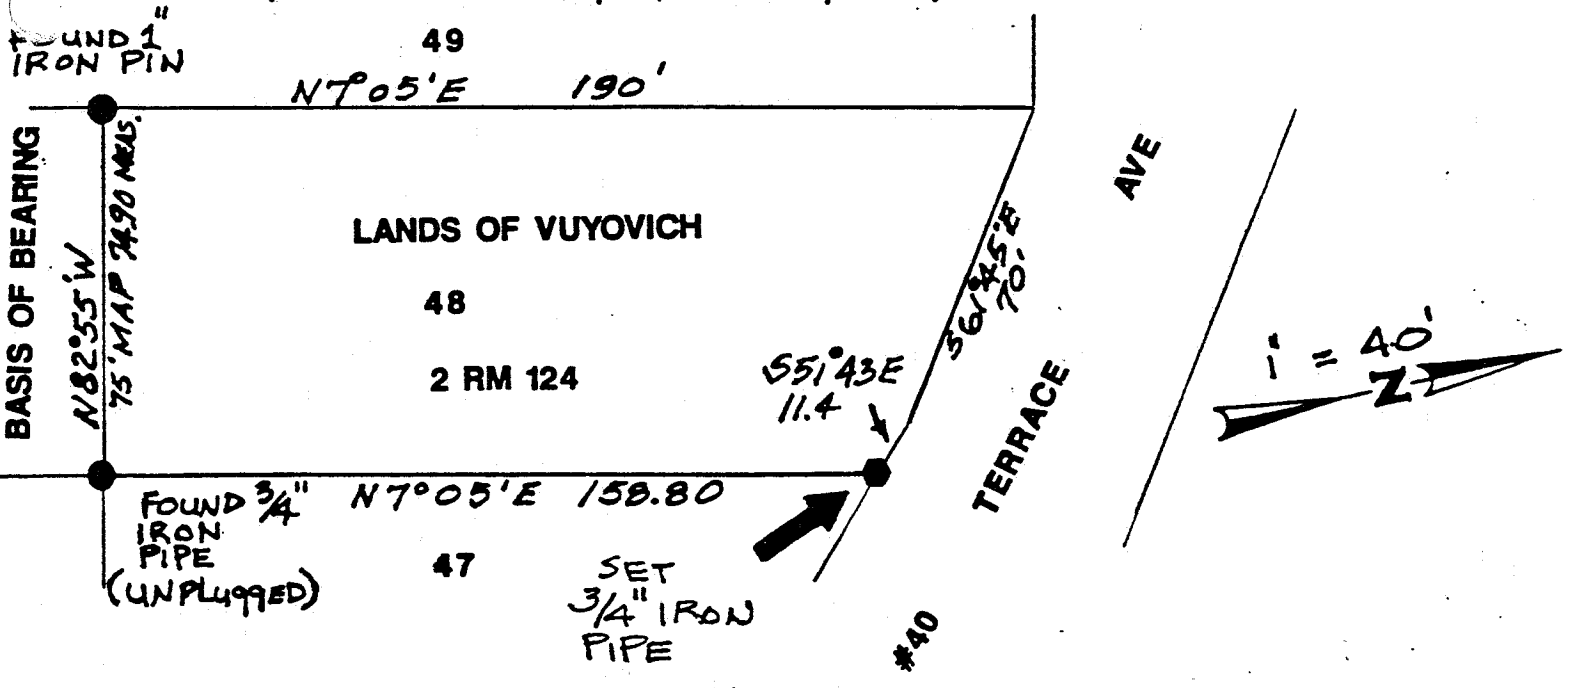 FOUND 1"
IRON PIN
49
N7°05'E 190'
BASIS OF BEARING
N82°55'W
75' MAP 74.90 MEAS.
LANDS OF VUYOVICH
48
2 RM 124
S51°43E
11.4
S61°45'E
70'
TERRACE AVE
1" = 40'
Z
FOUND 3/4"
IRON
PIPE
(UNPLUGGED)
N7°05'E 158.80
47
SET
3/4" IRON
PIPE
#40